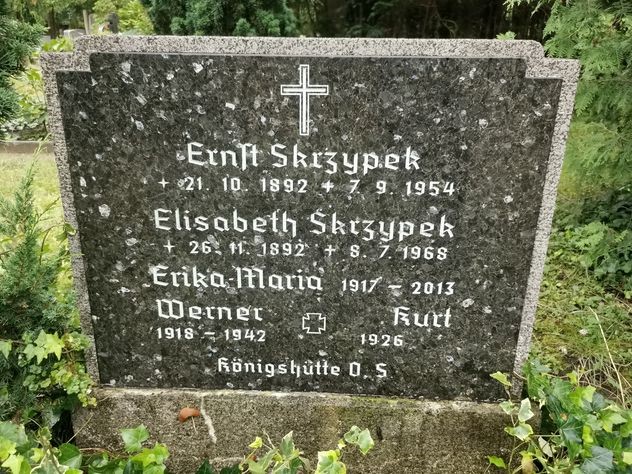 Ernst Skrzypek
+ 21. 10. 1892 + 7. 9. 1954
Elisabeth Skrzypek
+ 26. 11. 1892 + 8. 7. 1968
Erika-Maria 1917 - 2013
Werner Kurt
1918 - 1942 1926
Königshütte O. S